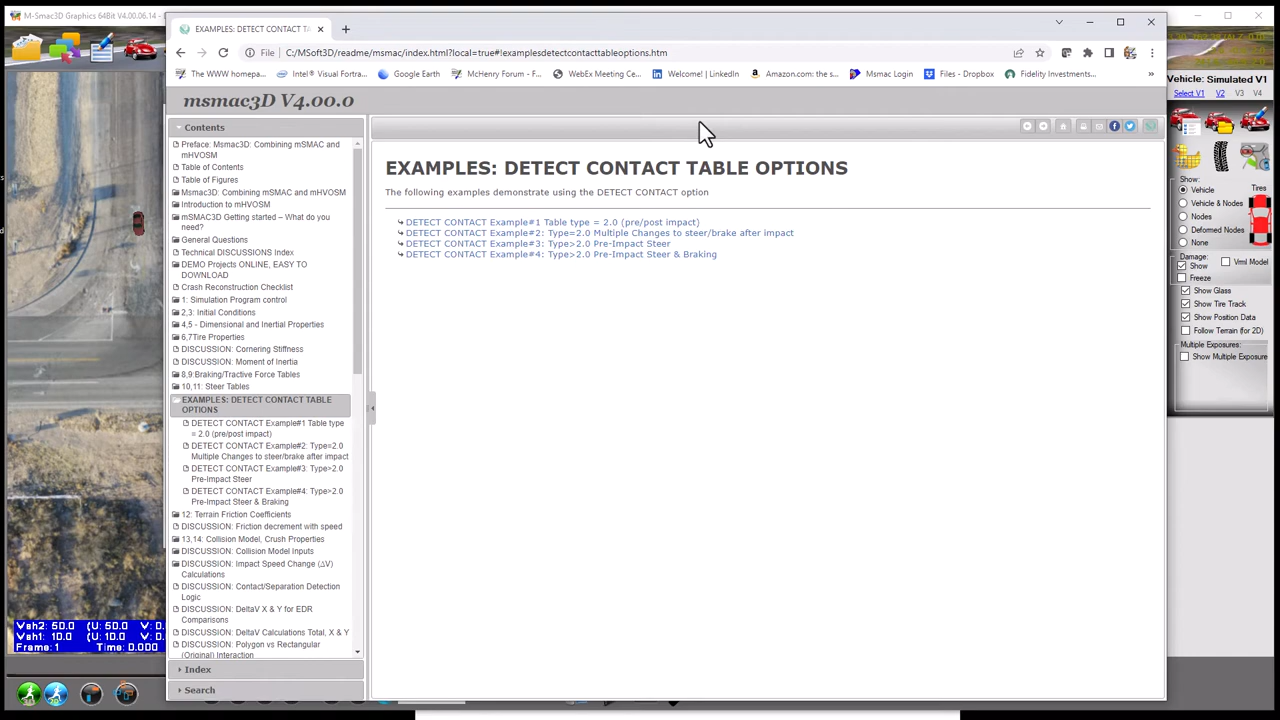 M-Smac3D Graphics 64Bit V4.00.06.14 -
EXAMPLES: DETECT CONTACT TA
File
C:/MSoft3D/readme/msmac/index.html?local=true
The WWW homepa...
Intel® Visual Fortra...
Google Earth
McHenry Forum - F...
WebEx Meeting Ce...
Welcome! | LinkedIn
Amazon.com: the s...
Msmac Login
Files - Dropbox
Fidelity Investments...
»
msmac3D V4.00.0
Contents
Preface: Msmac3D: Combining mSMAC and
mHVOSM
Table of Contents
Table of Figures
Msmac3D: Combining mSMAC and mHVOSM
Introduction to mHVOSM
mSMAC3D Getting started – What do you
need?
General Questions
Technical DISCUSSIONS Index
DEMO Projects ONLINE, EASY TO
DOWNLOAD
Crash Reconstruction Checklist
1: Simulation Program control
2,3: Initial Conditions
4,5 - Dimensional and Inertial Properties
6,7Tire Properties
DISCUSSION: Cornering Stiffness
DISCUSSION: Moment of Inertia
8,9:Braking/Tractive Force Tables
10,11: Steer Tables
EXAMPLES: DETECT CONTACT TABLE
OPTIONS
DETECT CONTACT Example#1 Table type
= 2.0 (pre/post impact)
DETECT CONTACT Example#2: Type=2.0
Multiple Changes to steer/brake after impact
DETECT CONTACT Example#3: Type>2.0
Pre-Impact Steer
DETECT CONTACT Example#4: Type>2.0
Pre-Impact Steer & Braking
12: Terrain Friction Coefficients
DISCUSSION: Friction decrement with speed
13,14: Collision Model, Crush Properties
DISCUSSION: Collision Model Inputs
DISCUSSION: Impact Speed Change (ΔV)
Calculations
DISCUSSION: Contact/Separation Detection
Logic
DISCUSSION: DeltaV X & Y for EDR
Comparisons
DISCUSSION: DeltaV Calculations Total, X & Y
DISCUSSION: Polygon vs Rectangular
(Original) Interaction
Index
Search
EXAMPLES: DETECT CONTACT TABLE OPTIONS
The following examples demonstrate using the DETECT CONTACT option
DETECT CONTACT Example#1 Table type = 2.0 (pre/post impact)
DETECT CONTACT Example#2: Type=2.0 Multiple Changes to steer/brake after impact
DETECT CONTACT Example#3: Type>2.0 Pre-Impact Steer
DETECT CONTACT Example#4: Type>2.0 Pre-Impact Steer & Braking
Vehicle: Simulated V1
Select V1 V2 V3 V4
Show:
Tires
Vehicle
Vehicle & Nodes
Nodes
Deformed Nodes
None
Damage:
Show
Vrml Model
Freeze
Show Glass
Show Tire Track
Show Position Data
Follow Terrain (for 2D)
Multiple Exposures:
Show Multiple Exposure
Vsh2: 50.0 (U: 50.0 V: 0.
Vsh1: 10.0 (U: 10.0 V: 0.
Frame: 1 Time: 0.000